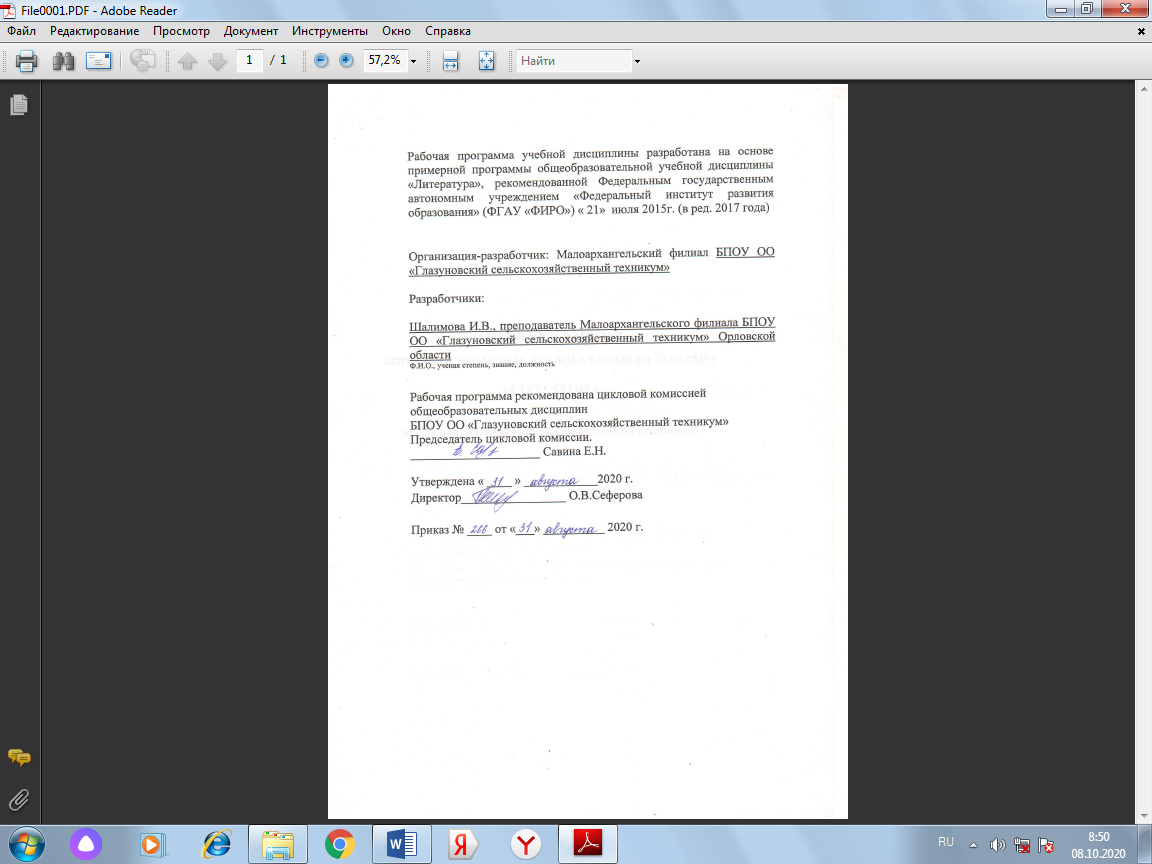 File0001.PDF - Adobe Reader
Файл Редактирование Просмотр Документ Инструменты Окно Справка
1 / 1 57,2% Найти
Рабочая программа учебной дисциплины разработана на основе
примерной программы общеобразовательной учебной дисциплины
«Литература», рекомендованной Федеральным государственным
автономным учреждением «Федеральный институт развития
образования» (ФГАУ «ФИРО») « 21» июля 2015г. (в ред. 2017 года)
Организация-разработчик: Малоархангельский филиал БПОУ ОО
«Глазуновский сельскохозяйственный техникум»
Разработчики:
Шалимова И.В., преподаватель Малоархангельского филиала БПОУ
ОО «Глазуновский сельскохозяйственный техникум» Орловской
области
Ф.И.О., ученая степень, звание, должность
Рабочая программа рекомендована цикловой комиссией
общеобразовательных дисциплин
БПОУ ОО «Глазуновский сельскохозяйственный техникум»
Председатель цикловой комиссии.
Савина Е.Н.
Утверждена « 31 » августа 2020 г.
Директор О.В.Сеферова
Приказ № от «31» августа 2020 г.
RU 8:50
08.10.2020